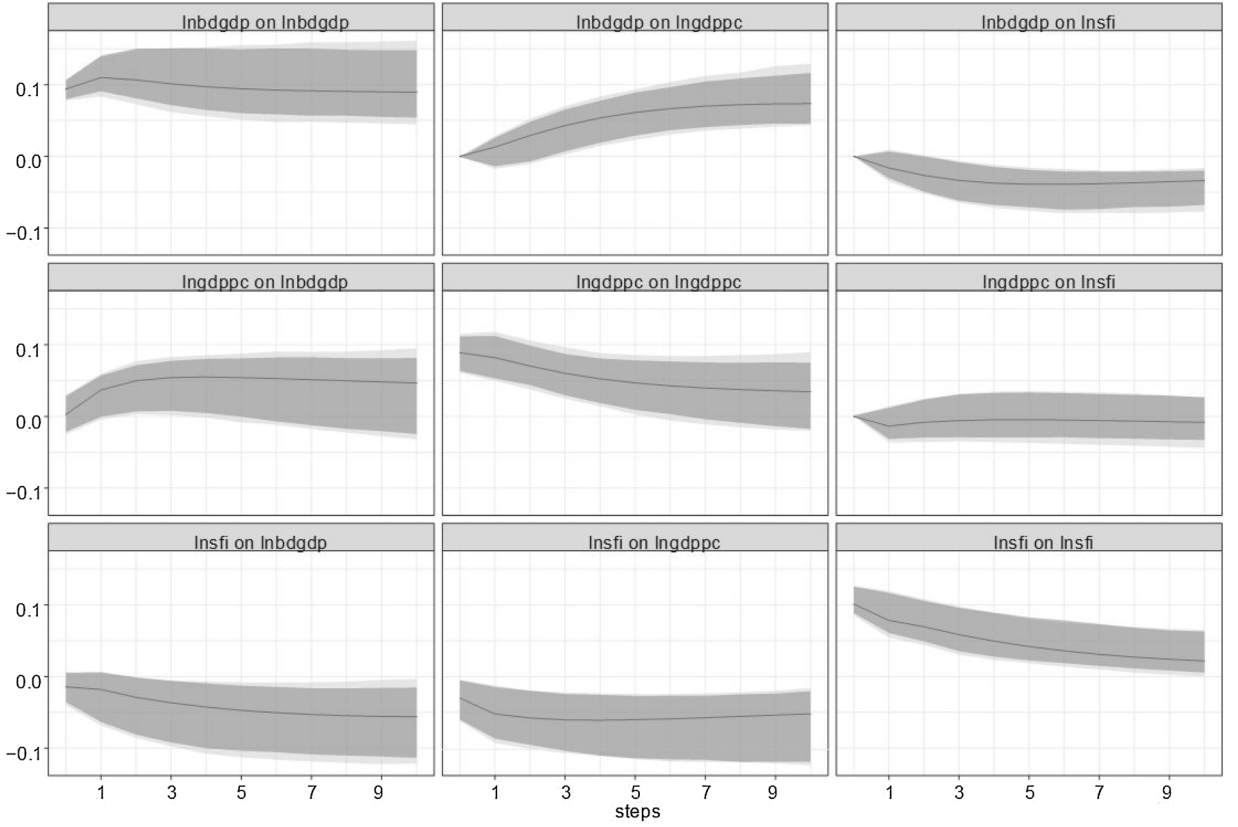 lnbdgdp on lnbdgdp
lnbdgdp on lngdppc
lnbdgdp on lnsfi
0.1
0.0
−0.1
lngdppc on lnbdgdp
lngdppc on lngdppc
lngdppc on lnsfi
0.1
0.0
−0.1
lnsfi on lnbdgdp
lnsfi on lngdppc
lnsfi on lnsfi
0.1
0.0
−0.1
1 3 5 7 9
1 3 5 7 9
1 3 5 7 9
steps